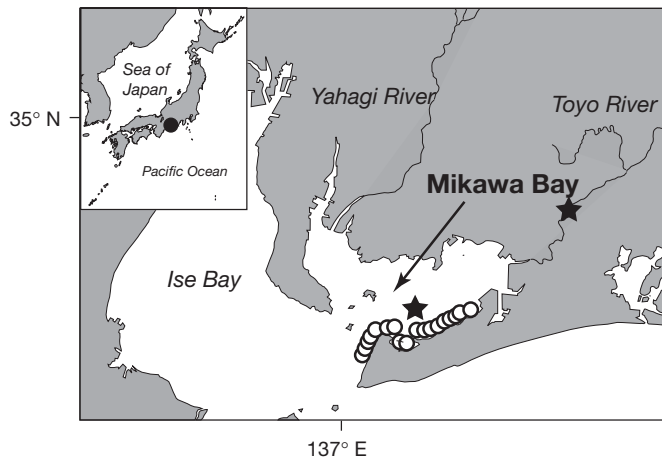 Sea of
Japan
Pacific Ocean
35° N
Yahagi River
Toyo River
Mikawa Bay
Ise Bay
137° E